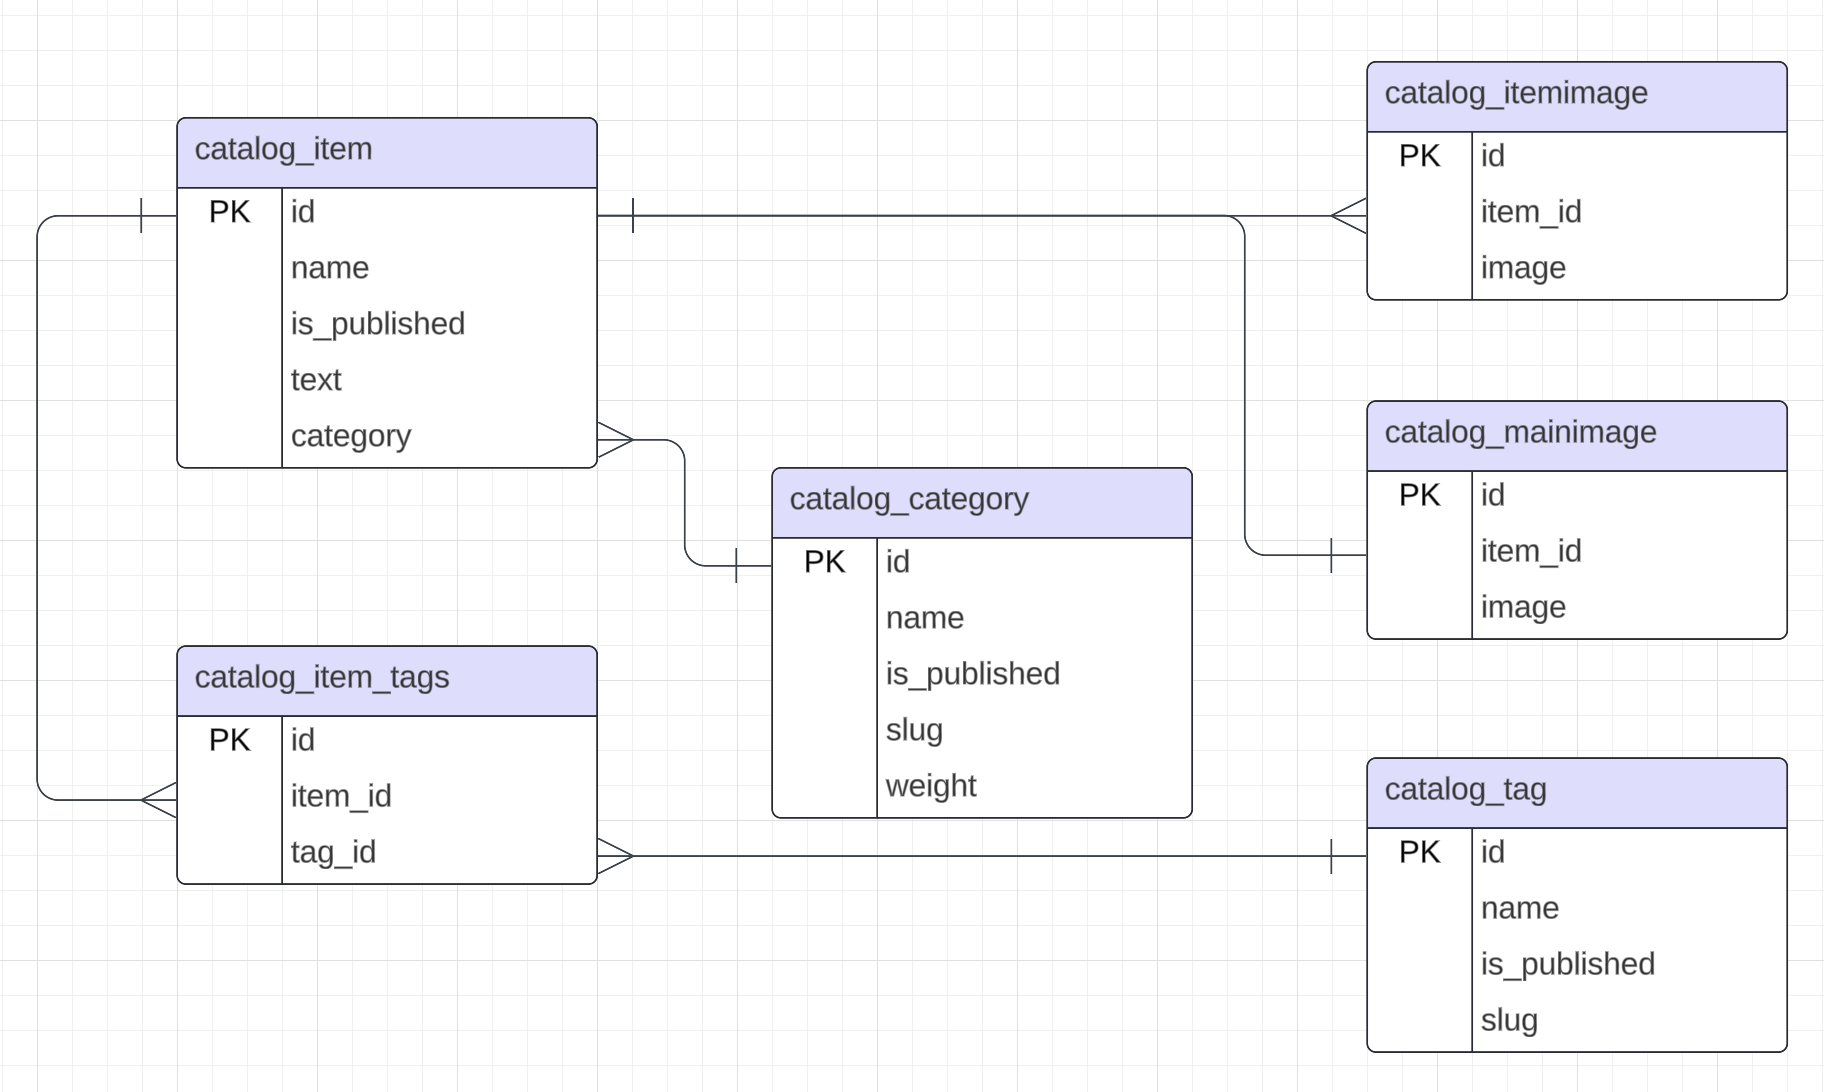 catalog_item
PK id
name
is_published
text
category
catalog_item_tags
PK id
item_id
tag_id
catalog_category
PK id
name
is_published
slug
weight
catalog_itemimage
PK id
item_id
image
catalog_mainimage
PK id
item_id
image
catalog_tag
PK id
name
is_published
slug